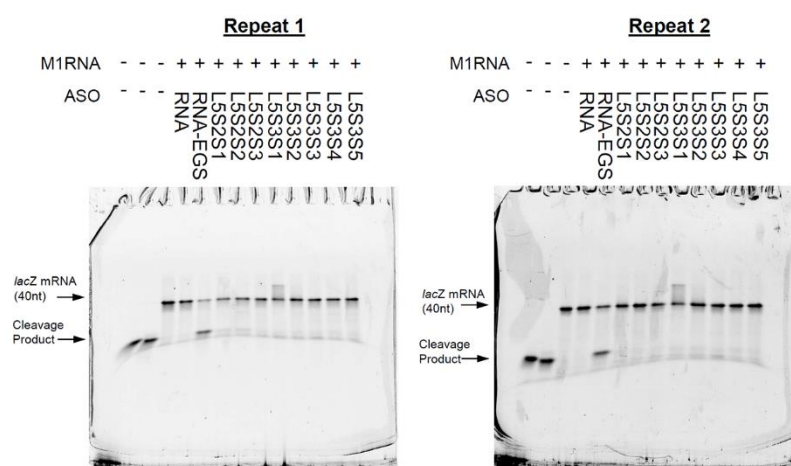 Repeat 1
M1RNA - - - + + + + + + + + + +
ASO - - - RNA RNA-EGS L5S2S1 L5S2S2 L5S2S3 L5S3S1 L5S3S2 L5S3S3 L5S3S4 L5S3S5
lacZ mRNA
(40nt)
Cleavage
Product
Repeat 2
M1RNA - - - + + + + + + + + + +
ASO - - - RNA RNA-EGS L5S2S1 L5S2S2 L5S2S3 L5S3S1 L5S3S2 L5S3S3 L5S3S4 L5S3S5
lacZ mRNA
(40nt)
Cleavage
Product